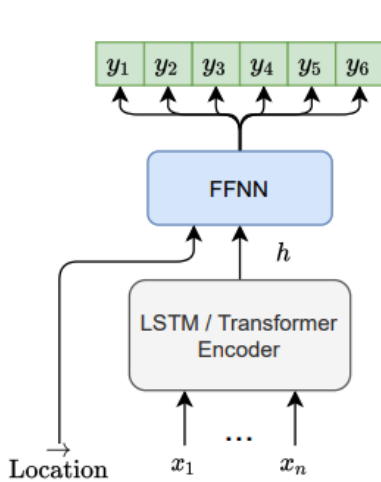 y₁ y₂ y₃ y₄ y₅ y₆
FFNN
h
LSTM / Transformer
Encoder
...
→
Location x₁ xₙ